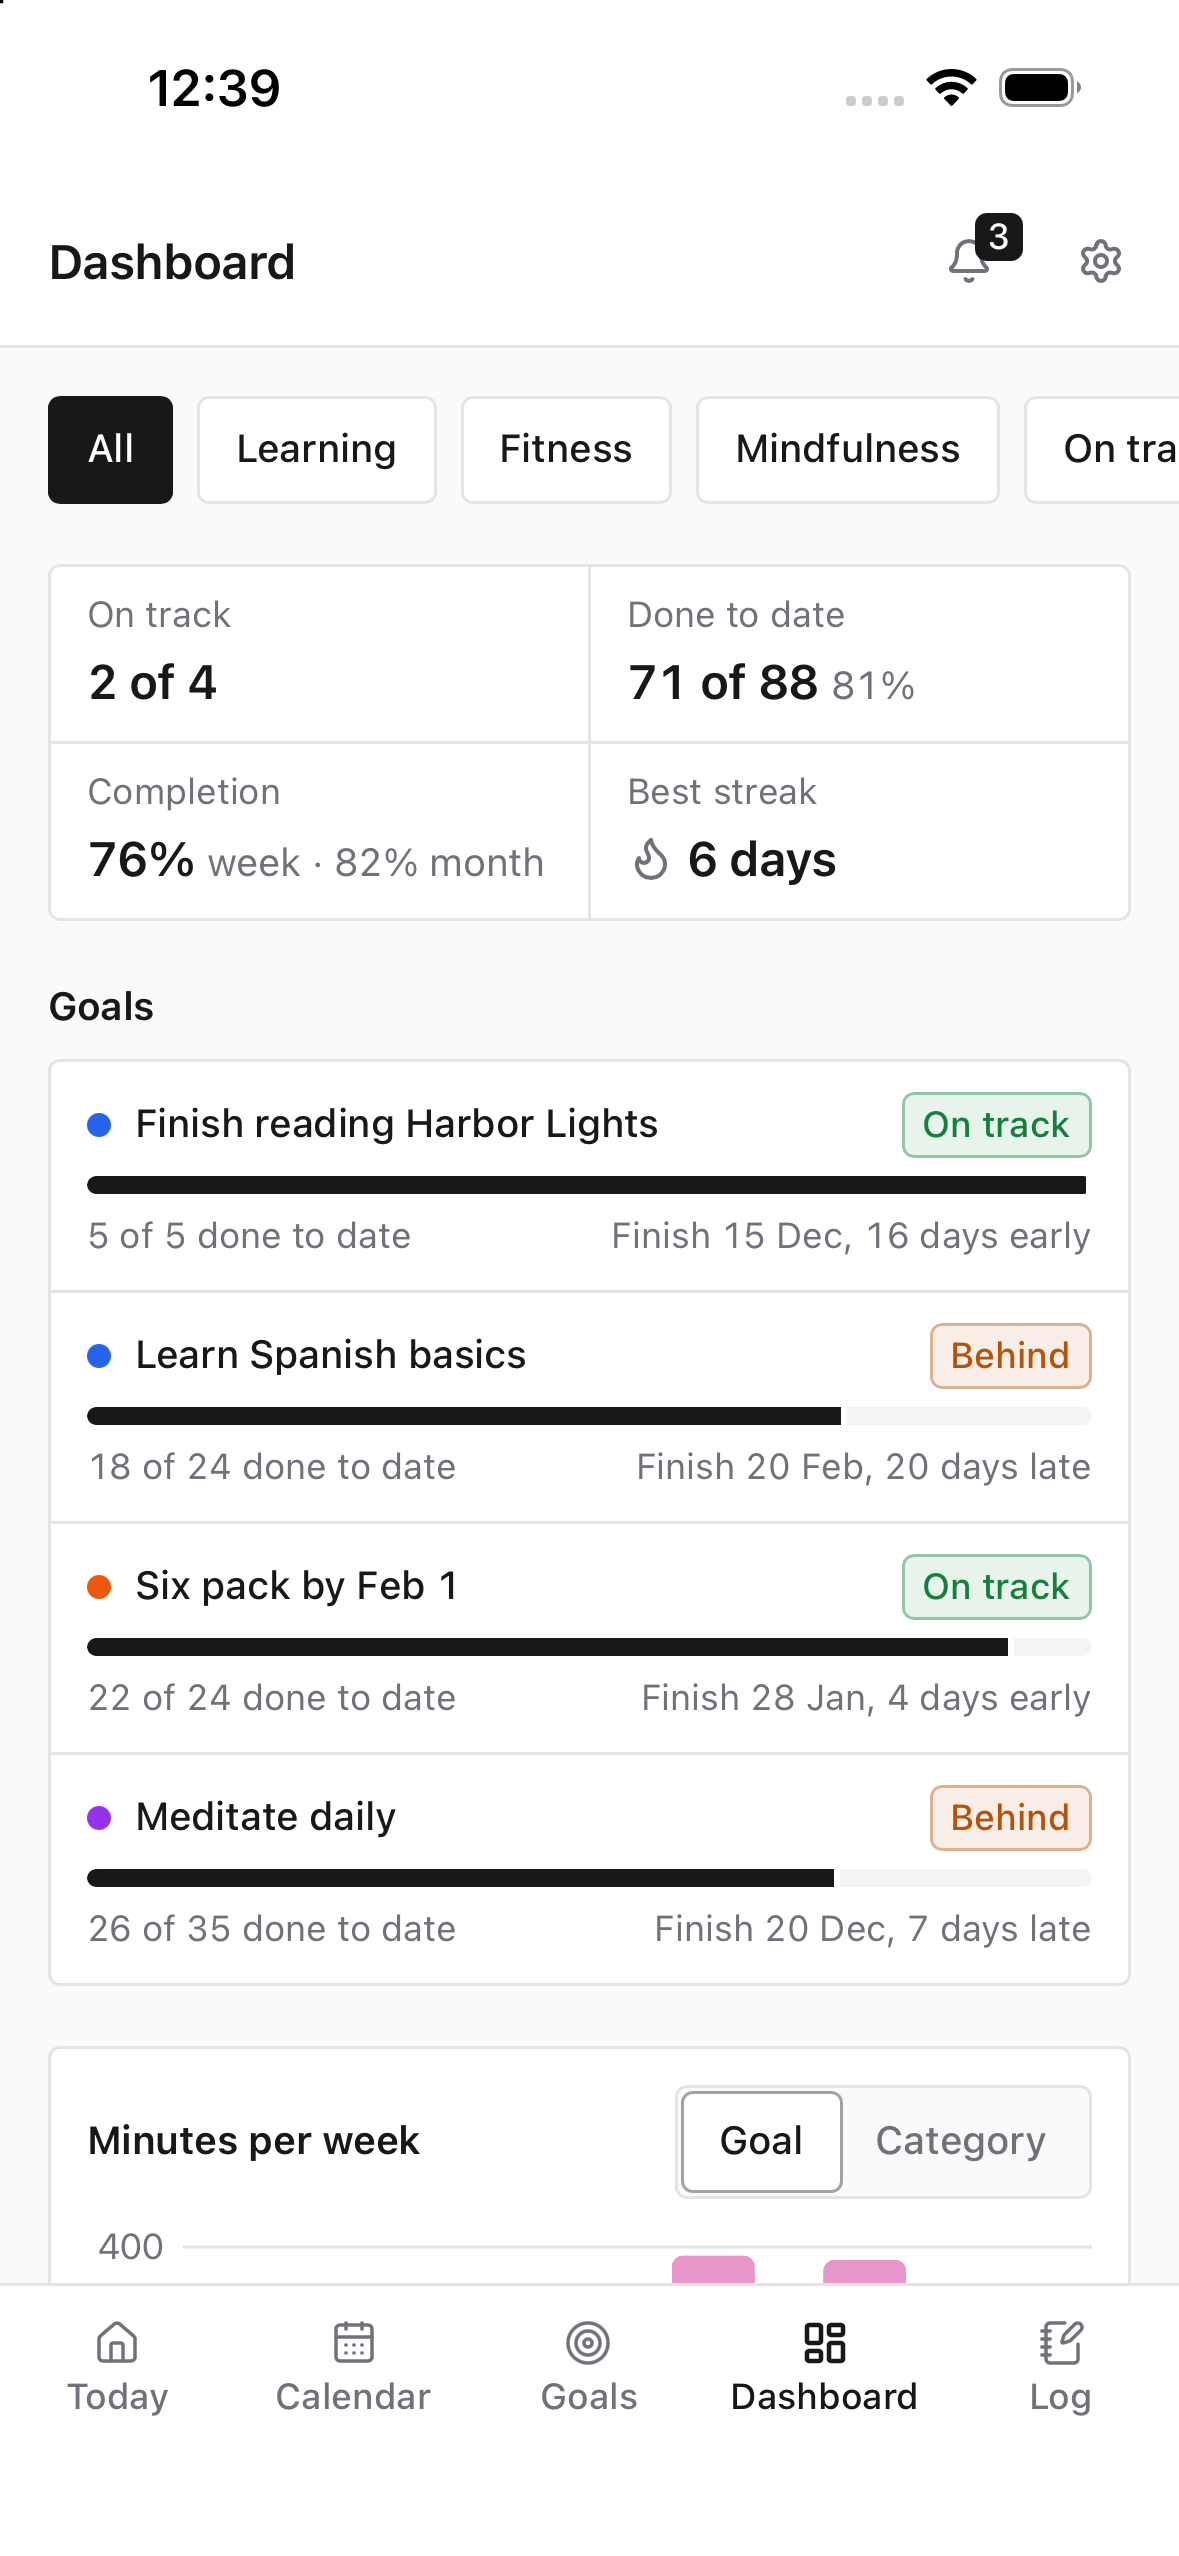 12:39
Dashboard
3
All Learning Fitness Mindfulness On tra
On track
2 of 4
Done to date
71 of 88 81%
Completion
76% week · 82% month
Best streak
6 days
Goals
Finish reading Harbor Lights On track
5 of 5 done to date Finish 15 Dec, 16 days early
Learn Spanish basics Behind
18 of 24 done to date Finish 20 Feb, 20 days late
Six pack by Feb 1 On track
22 of 24 done to date Finish 28 Jan, 4 days early
Meditate daily Behind
26 of 35 done to date Finish 20 Dec, 7 days late
Minutes per week Goal Category
400
Today Calendar Goals Dashboard Log